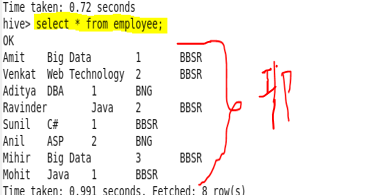 Time taken: 0.72 seconds
hive> select * from employee;
OK
Amit Big Data 1 BBSR
Venkat Web Technology 2 BBSR
Aditya DBA 1 BNG
Ravinder Java 2 BBSR
Sunil C# 1 BBSR
Anil ASP 2 BNG
Mihir Big Data 3 BBSR
Mohit Java 1 BBSR
Time taken: 0.991 seconds, Fetched: 8 row(s)